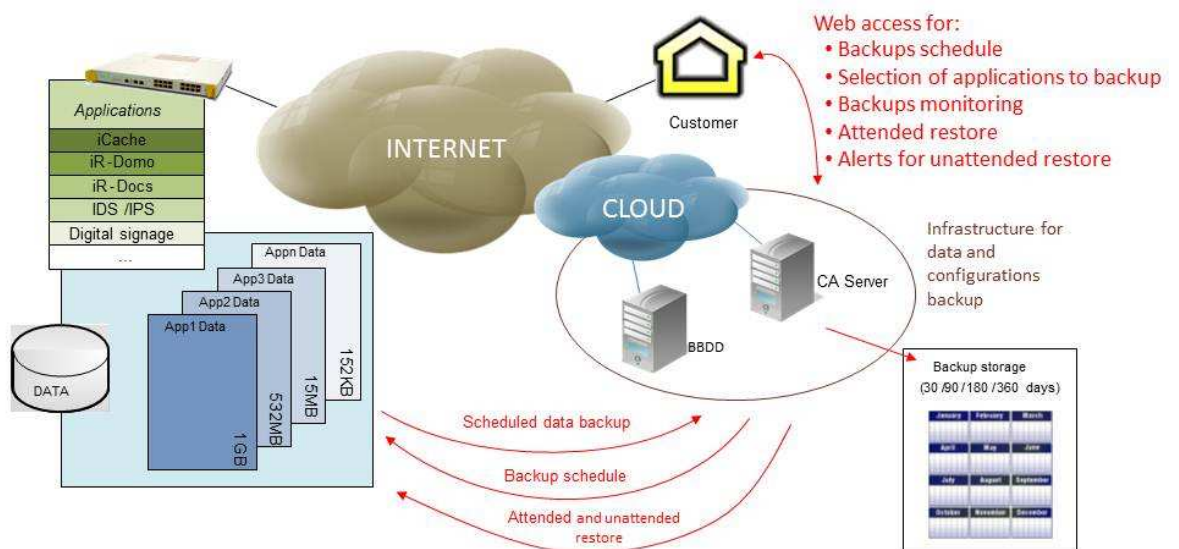 Web access for:
• Backups schedule
• Selection of applications to backup
• Backups monitoring
• Attended restore
• Alerts for unattended restore
Customer
INTERNET
CLOUD
Applications
iCache
iR-Domo
iR-Docs
IDS /IPS
Digital signage
...
Appn Data
App3 Data
App2 Data
App1 Data
152KB
15MB
532MB
1GB
DATA
CA Server
BBDD
Infrastructure for
data and
configurations
backup
Scheduled data backup
Backup schedule
Attended and unattended
restore
Backup storage
(30 /90 /180 /360 days)
January February March
April May June
July August September
October November December